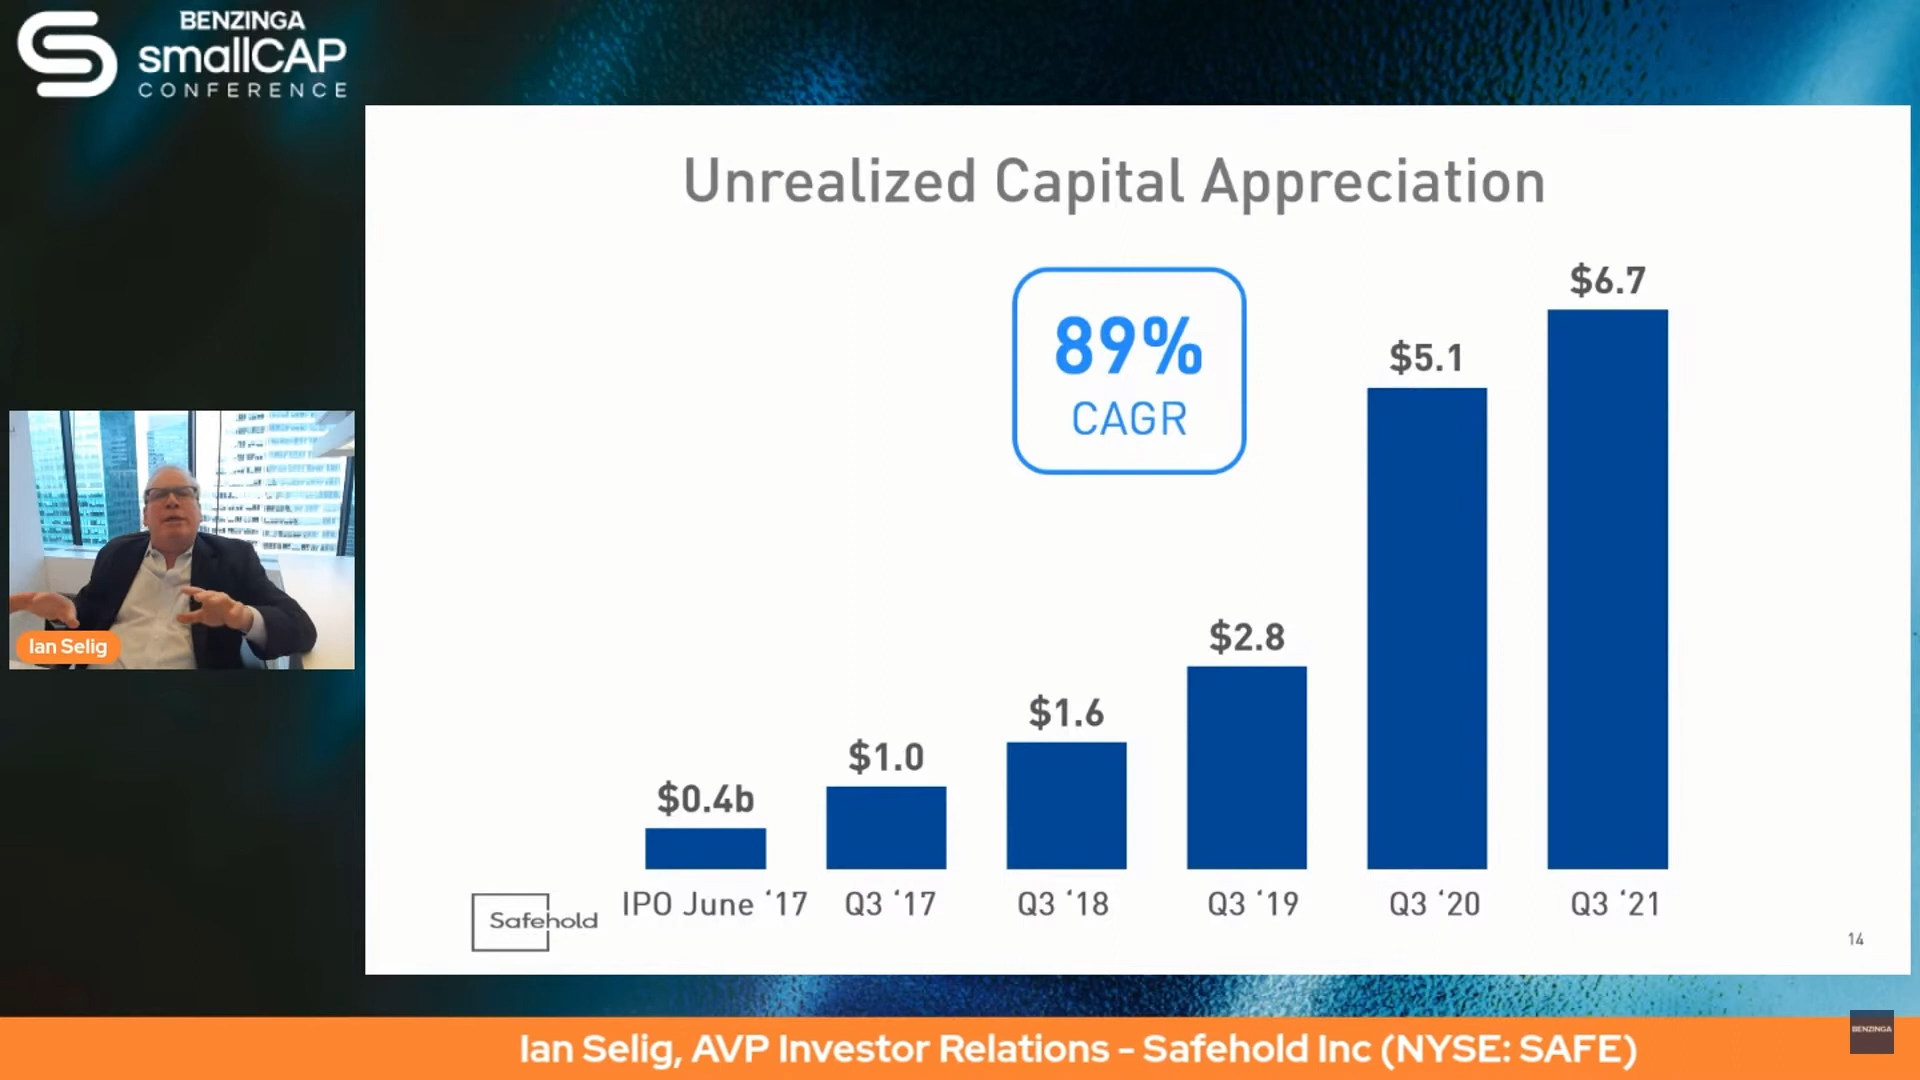 BENZINGA
smallCAP
CONFERENCE
Unrealized Capital Appreciation
89%
CAGR
$0.4b
$1.0
$1.6
$2.8
$5.1
$6.7
IPO June ‘17
Q3 ‘17
Q3 ‘18
Q3 ‘19
Q3 ‘20
Q3 ‘21
Safehold
14
Ian Selig
Ian Selig, AVP Investor Relations - Safehold Inc (NYSE: SAFE)
BENZINGA